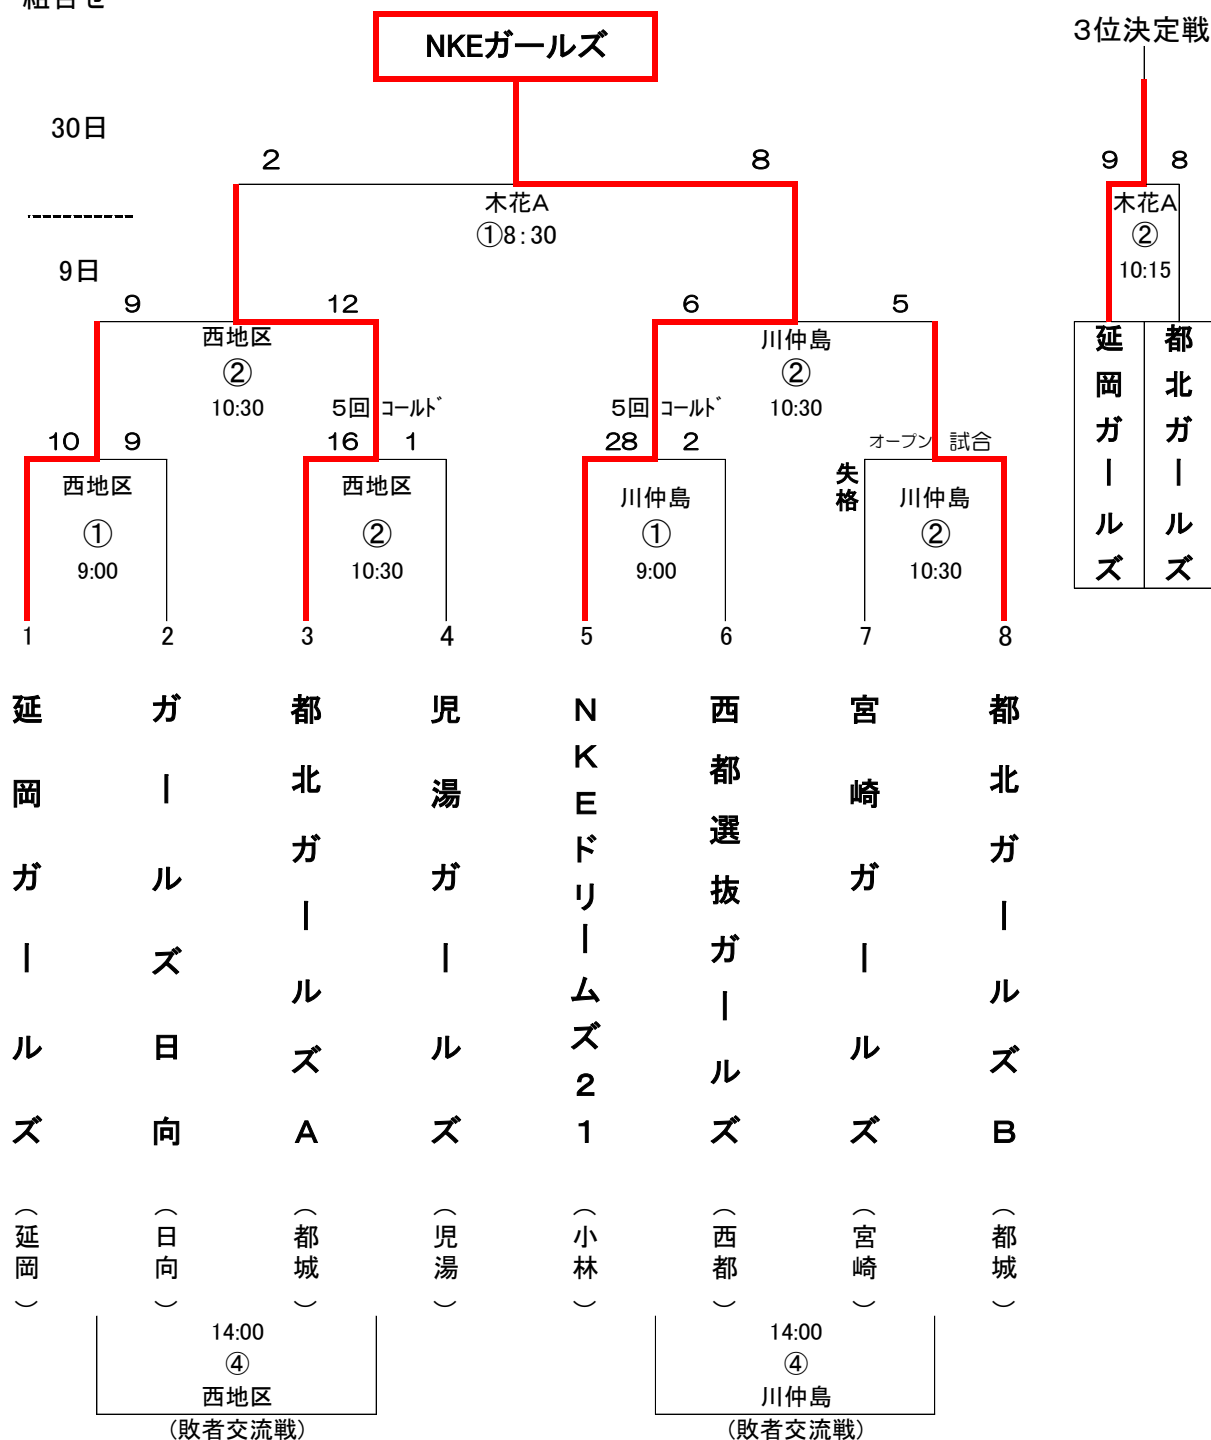 組合せ
NKEガールズ
3位決定戦
30日
2
8
9
8
木花A
①8:30
木花A
②
10:15
9日
9
12
6
5
西地区
②
10:30
川仲島
②
10:30
延岡ガールズ
都北ガールズ
5回コールド
5回コールド
10
9
16
1
28
2
オープン試合
失格
西地区
①
9:00
西地区
②
10:30
川仲島
①
9:00
川仲島
②
10:30
1
2
3
4
5
6
7
8
延岡ガールズ
ガールズ日向
都北ガールズA
児湯ガールズ
NKEドリームズ21
西都選抜ガールズ
宮崎ガールズ
都北ガールズB
(延岡)
(日向)
(都城)
(児湯)
(小林)
(西都)
(宮崎)
(都城)
14:00
④
西地区
(敗者交流戦)
14:00
④
川仲島
(敗者交流戦)